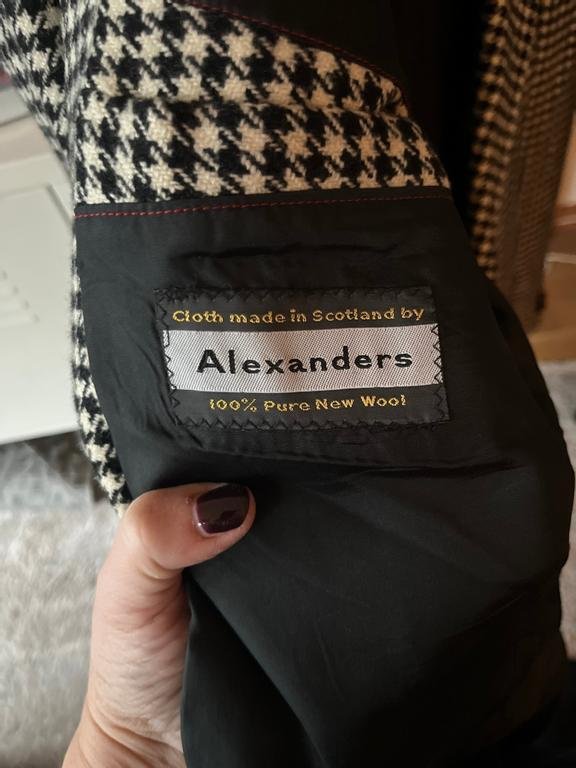 Cloth made in Scotland by
Alexanders
100% Pure New Wool